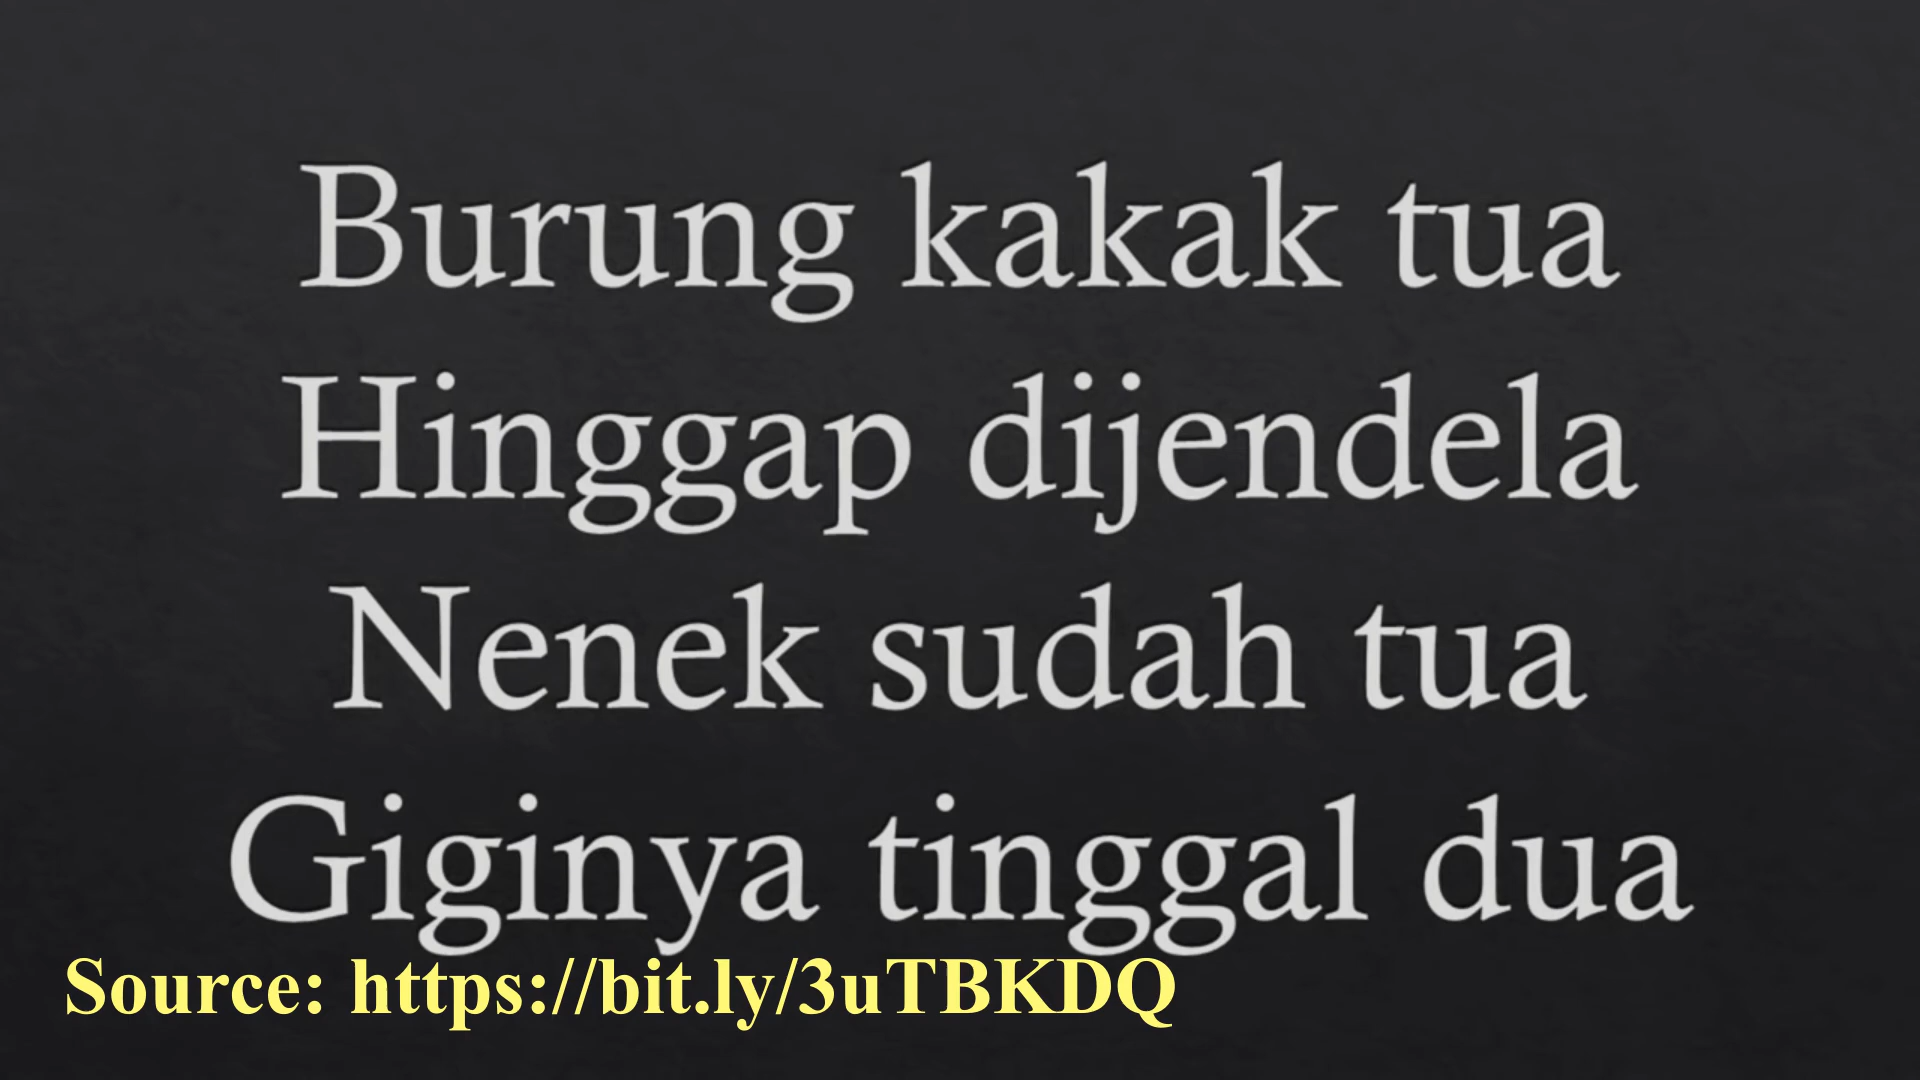 Burung kakak tua
Hinggap dijendela
Nenek sudah tua
Giginya tinggal dua
Source: https://bit.ly/3uTBKDQ